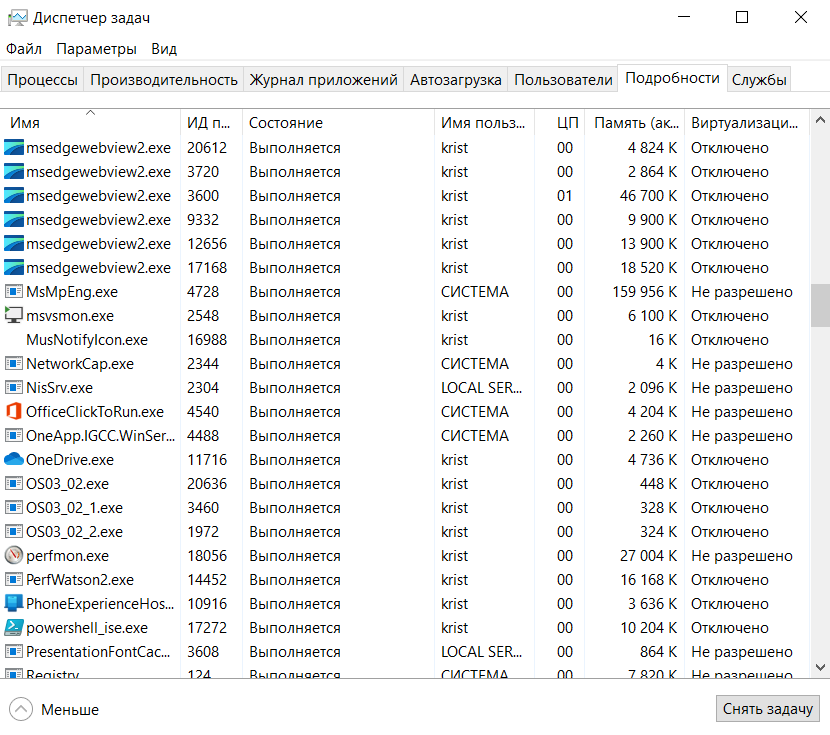 Диспетчер задач
Файл Параметры Вид
Процессы Производительность Журнал приложений Автозагрузка Пользователи Подробности Службы
Имя ИД п... Состояние Имя польз... ЦП Память (ак... Виртуализаци...
msedgewebview2.exe 20612 Выполняется krist 00 4 824 K Отключено
msedgewebview2.exe 3720 Выполняется krist 00 2 864 K Отключено
msedgewebview2.exe 3600 Выполняется krist 01 46 700 K Отключено
msedgewebview2.exe 9332 Выполняется krist 00 9 900 K Отключено
msedgewebview2.exe 12656 Выполняется krist 00 13 900 K Отключено
msedgewebview2.exe 17168 Выполняется krist 00 18 520 K Отключено
MsMpEng.exe 4728 Выполняется СИСТЕМА 00 159 956 K Не разрешено
msvsmon.exe 2548 Выполняется krist 00 6 100 K Отключено
MusNotifyIcon.exe 16988 Выполняется krist 00 16 K Отключено
NetworkCap.exe 2344 Выполняется СИСТЕМА 00 4 K Не разрешено
NisSrv.exe 2304 Выполняется LOCAL SER... 00 2 096 K Не разрешено
OfficeClickToRun.exe 4540 Выполняется СИСТЕМА 00 4 204 K Не разрешено
OneApp.IGCC.WinSer... 4488 Выполняется СИСТЕМА 00 2 260 K Не разрешено
OneDrive.exe 11716 Выполняется krist 00 4 736 K Отключено
OS03_02.exe 20636 Выполняется krist 00 448 K Отключено
OS03_02_1.exe 3460 Выполняется krist 00 328 K Отключено
OS03_02_2.exe 1972 Выполняется krist 00 324 K Отключено
perfmon.exe 18056 Выполняется krist 00 27 004 K Не разрешено
PerfWatson2.exe 14452 Выполняется krist 00 16 168 K Отключено
PhoneExperienceHos... 10916 Выполняется krist 00 3 636 K Отключено
powershell_ise.exe 17272 Выполняется krist 00 10 204 K Отключено
PresentationFontCac... 3608 Выполняется LOCAL SER... 00 864 K Не разрешено
Registry 124 Выполняется СИСТЕМА 00 7 820 K Не разрешено
Меньше Снять задачу